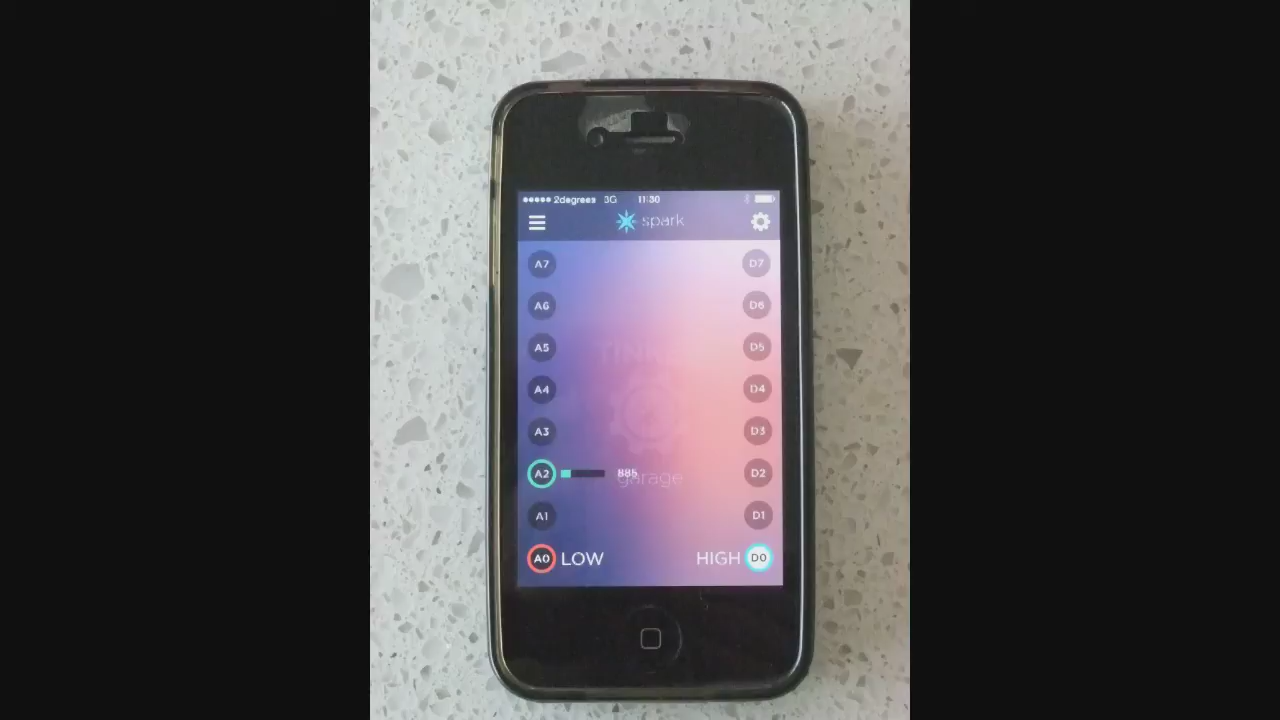 2degrees 3G 11:30
spark
A7 D7
A6 D6
A5 D5
TINKER
A4 D4
A3 D3
A2 885 D2
garage
A1 D1
A0 LOW HIGH D0